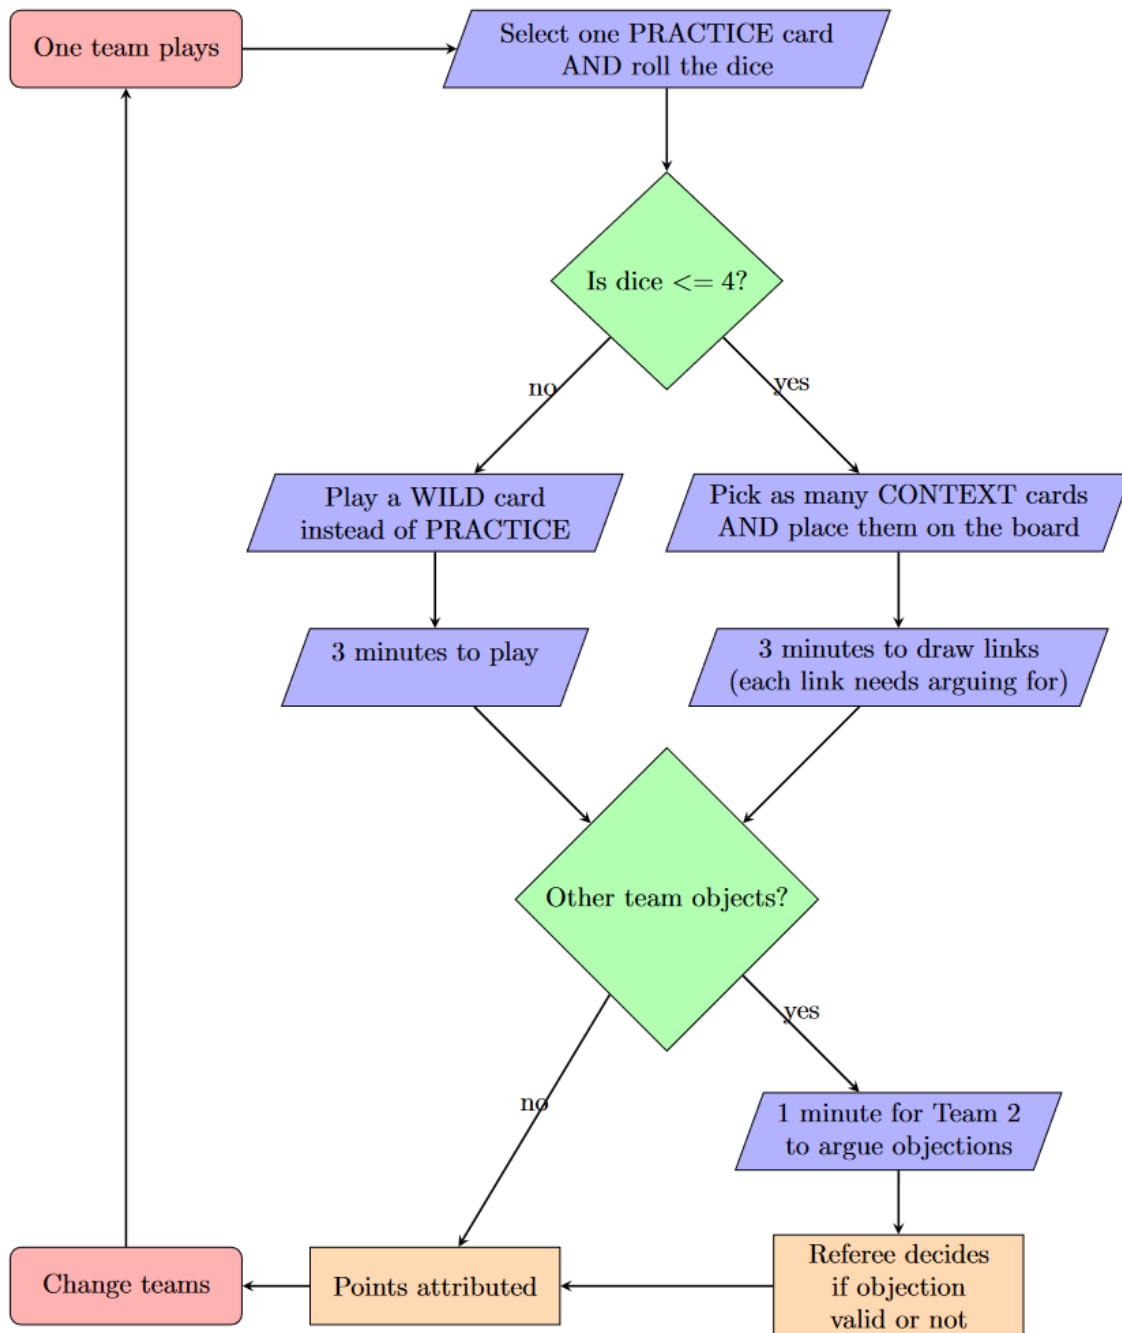 One team plays
Select one PRACTICE card
AND roll the dice
Is dice <= 4?
no
yes
Play a WILD card
instead of PRACTICE
Pick as many CONTEXT cards
AND place them on the board
3 minutes to play
3 minutes to draw links
(each link needs arguing for)
Other team objects?
yes
no
1 minute for Team 2
to argue objections
Change teams
Points attributed
Referee decides
if objection
valid or not